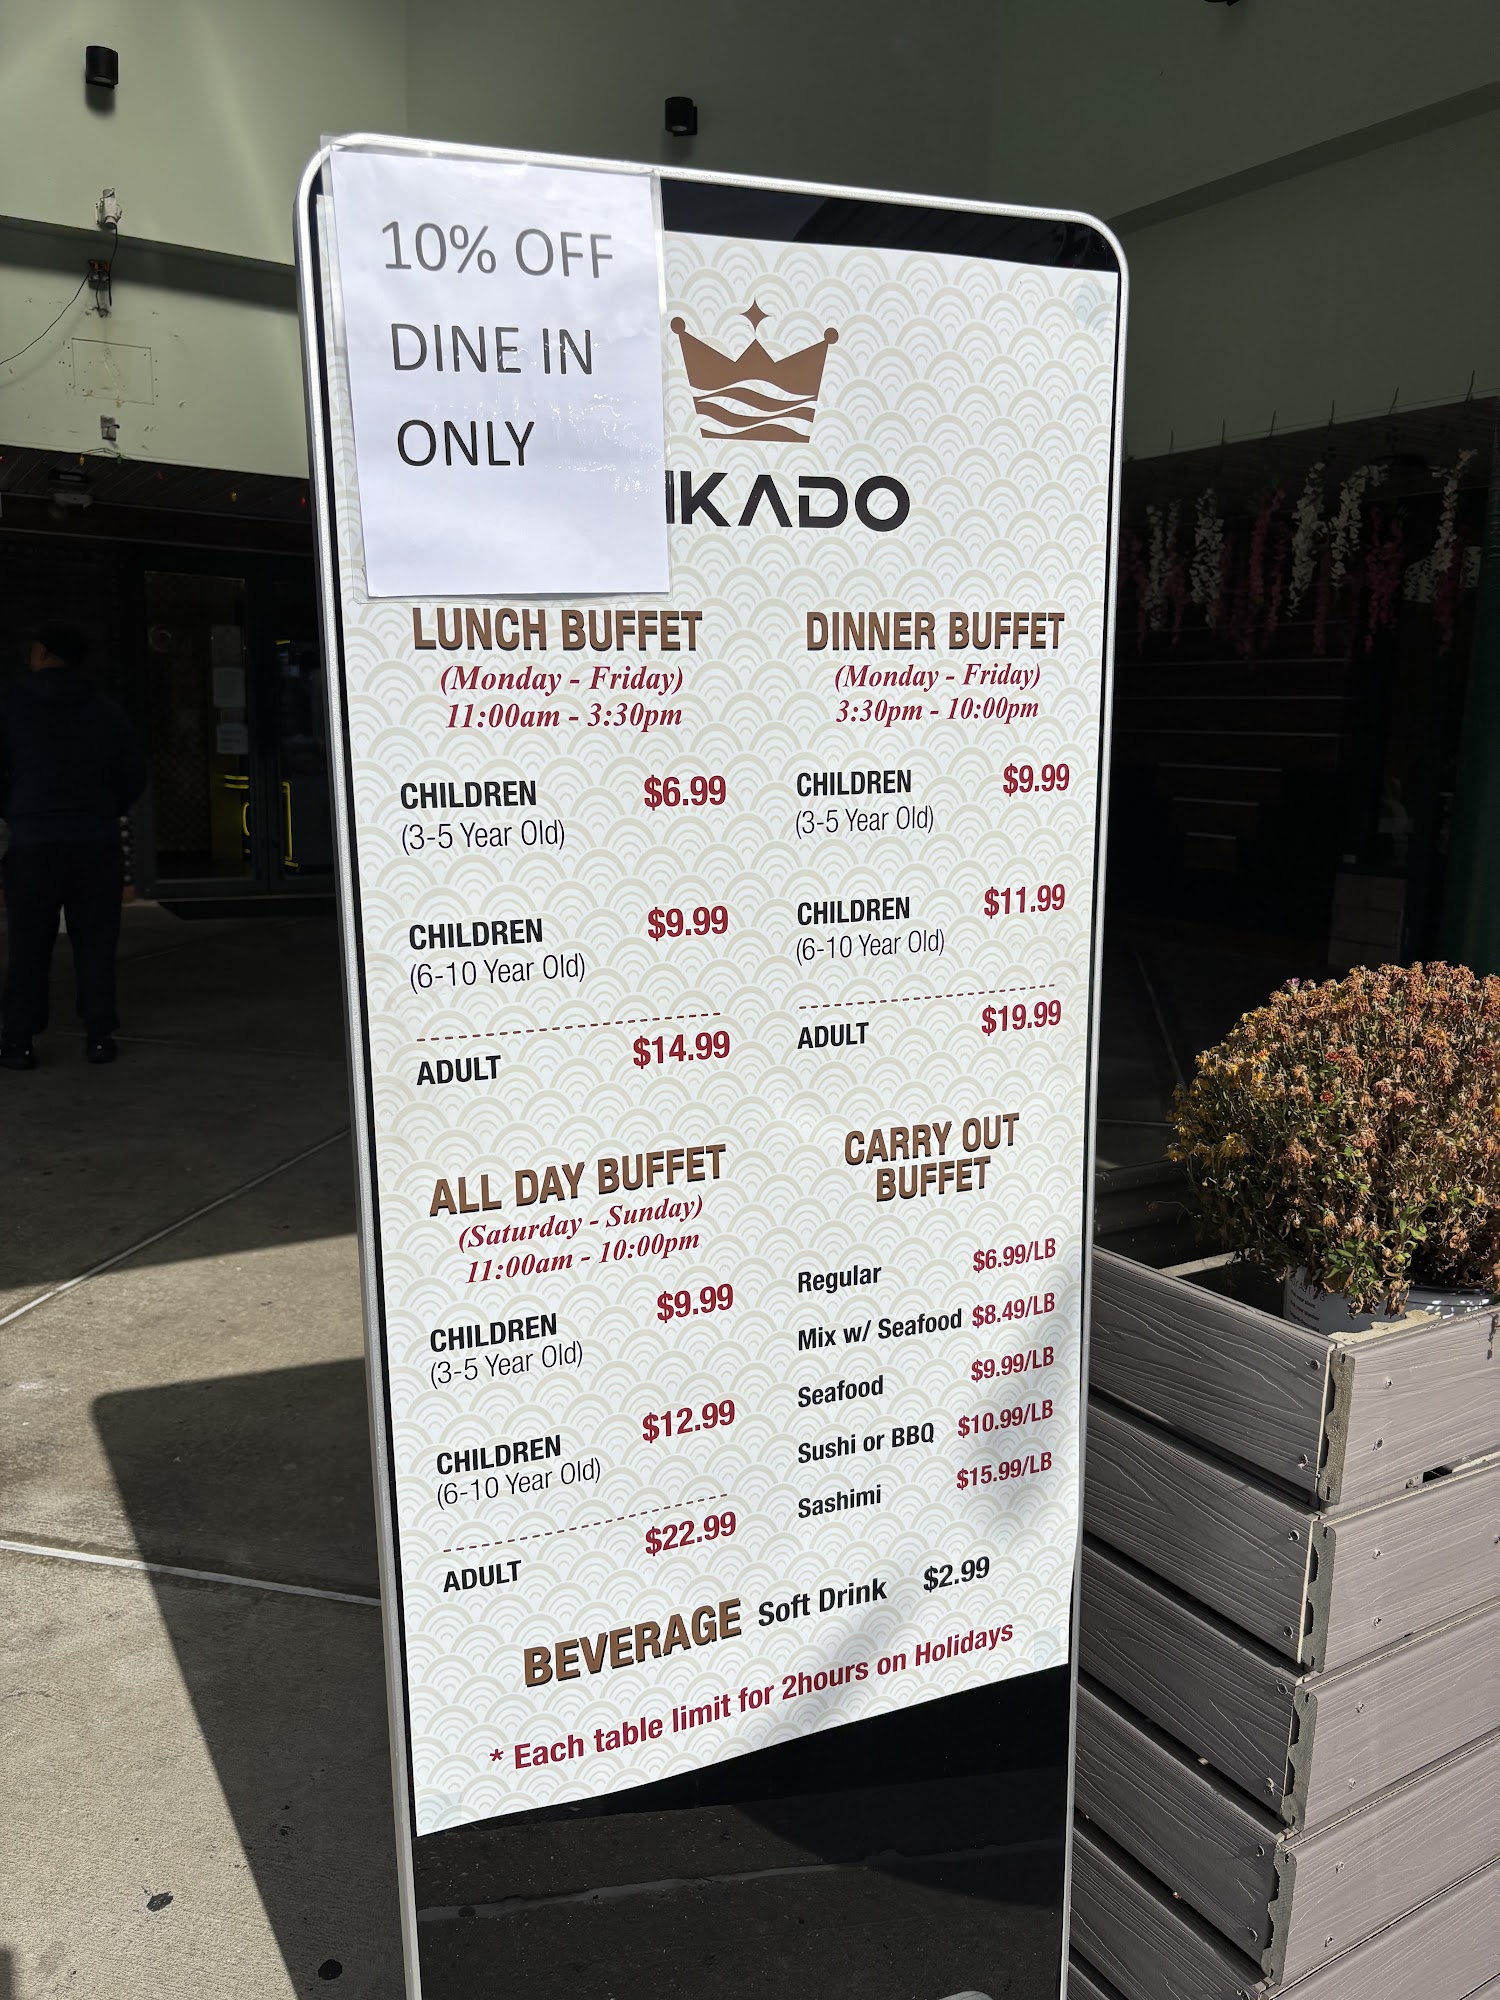 10% OFF
DINE IN
ONLY
IKADO
LUNCH BUFFET
(Monday - Friday)
11:00am - 3:30pm
CHILDREN $6.99
(3-5 Year Old)
CHILDREN $9.99
(6-10 Year Old)
ADULT $14.99
DINNER BUFFET
(Monday - Friday)
3:30pm - 10:00pm
CHILDREN $9.99
(3-5 Year Old)
CHILDREN $11.99
(6-10 Year Old)
ADULT $19.99
ALL DAY BUFFET
(Saturday - Sunday)
11:00am - 10:00pm
CHILDREN $9.99
(3-5 Year Old)
CHILDREN $12.99
(6-10 Year Old)
ADULT $22.99
CARRY OUT
BUFFET
Regular $6.99/LB
Mix w/ Seafood $8.49/LB
Seafood $9.99/LB
Sushi or BBQ $10.99/LB
Sashimi $15.99/LB
BEVERAGE Soft Drink $2.99
* Each table limit for 2hours on Holidays